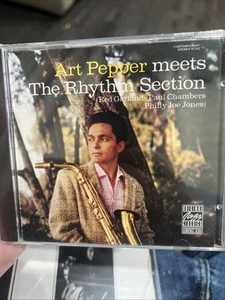 Art Pepper meets
The Rhythm Section
(Red Garland, Paul Chambers
Philly Joe Jones)